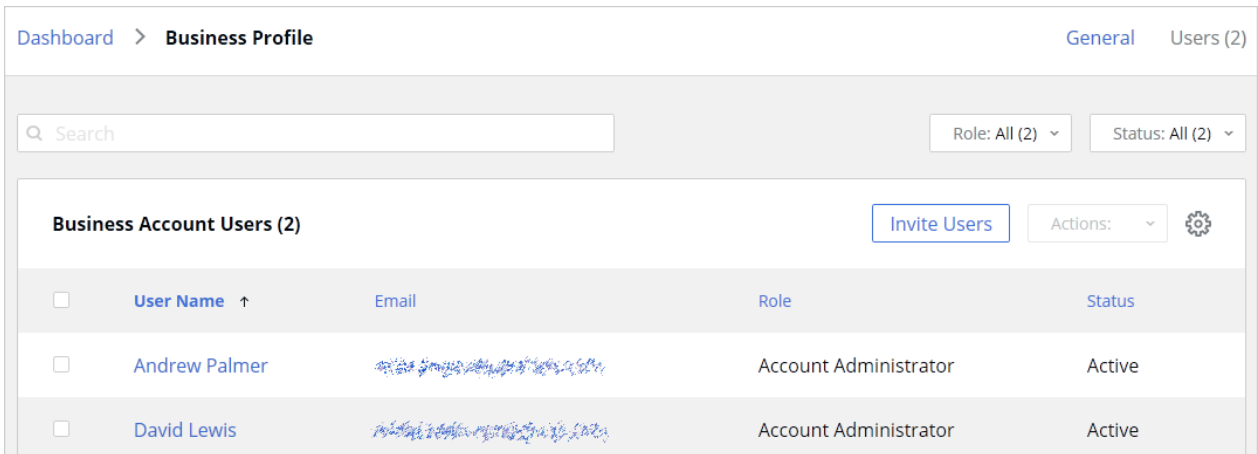 Dashboard > Business Profile General Users (2)
Search Role: All (2) Status: All (2)
Business Account Users (2) Invite Users Actions:
User Name ↑ Email Role Status
Andrew Palmer Account Administrator Active
David Lewis Account Administrator Active